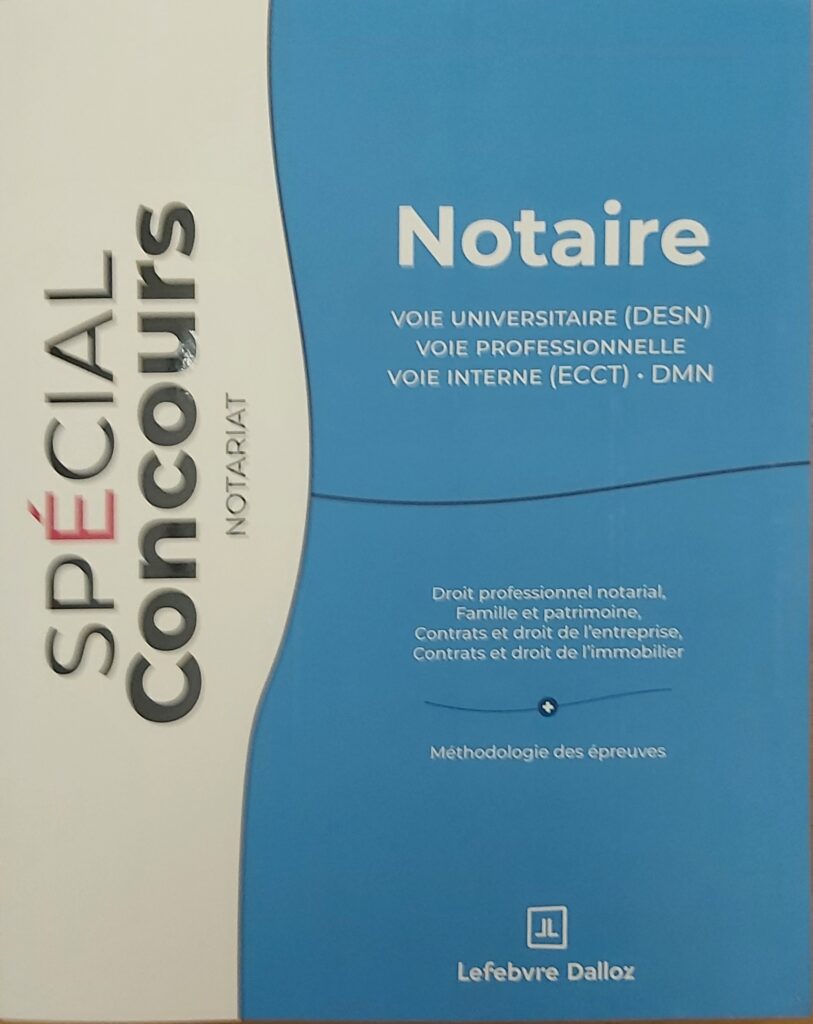 SPÉCIAL
Concours
NOTARIAT
Notaire
VOIE UNIVERSITAIRE (DESN)
VOIE PROFESSIONNELLE
VOIE INTERNE (ECCT) • DMN
Droit professionnel notarial,
Famille et patrimoine,
Contrats et droit de l'entreprise,
Contrats et droit de l'immobilier
Méthodologie des épreuves
Lefebvre Dalloz